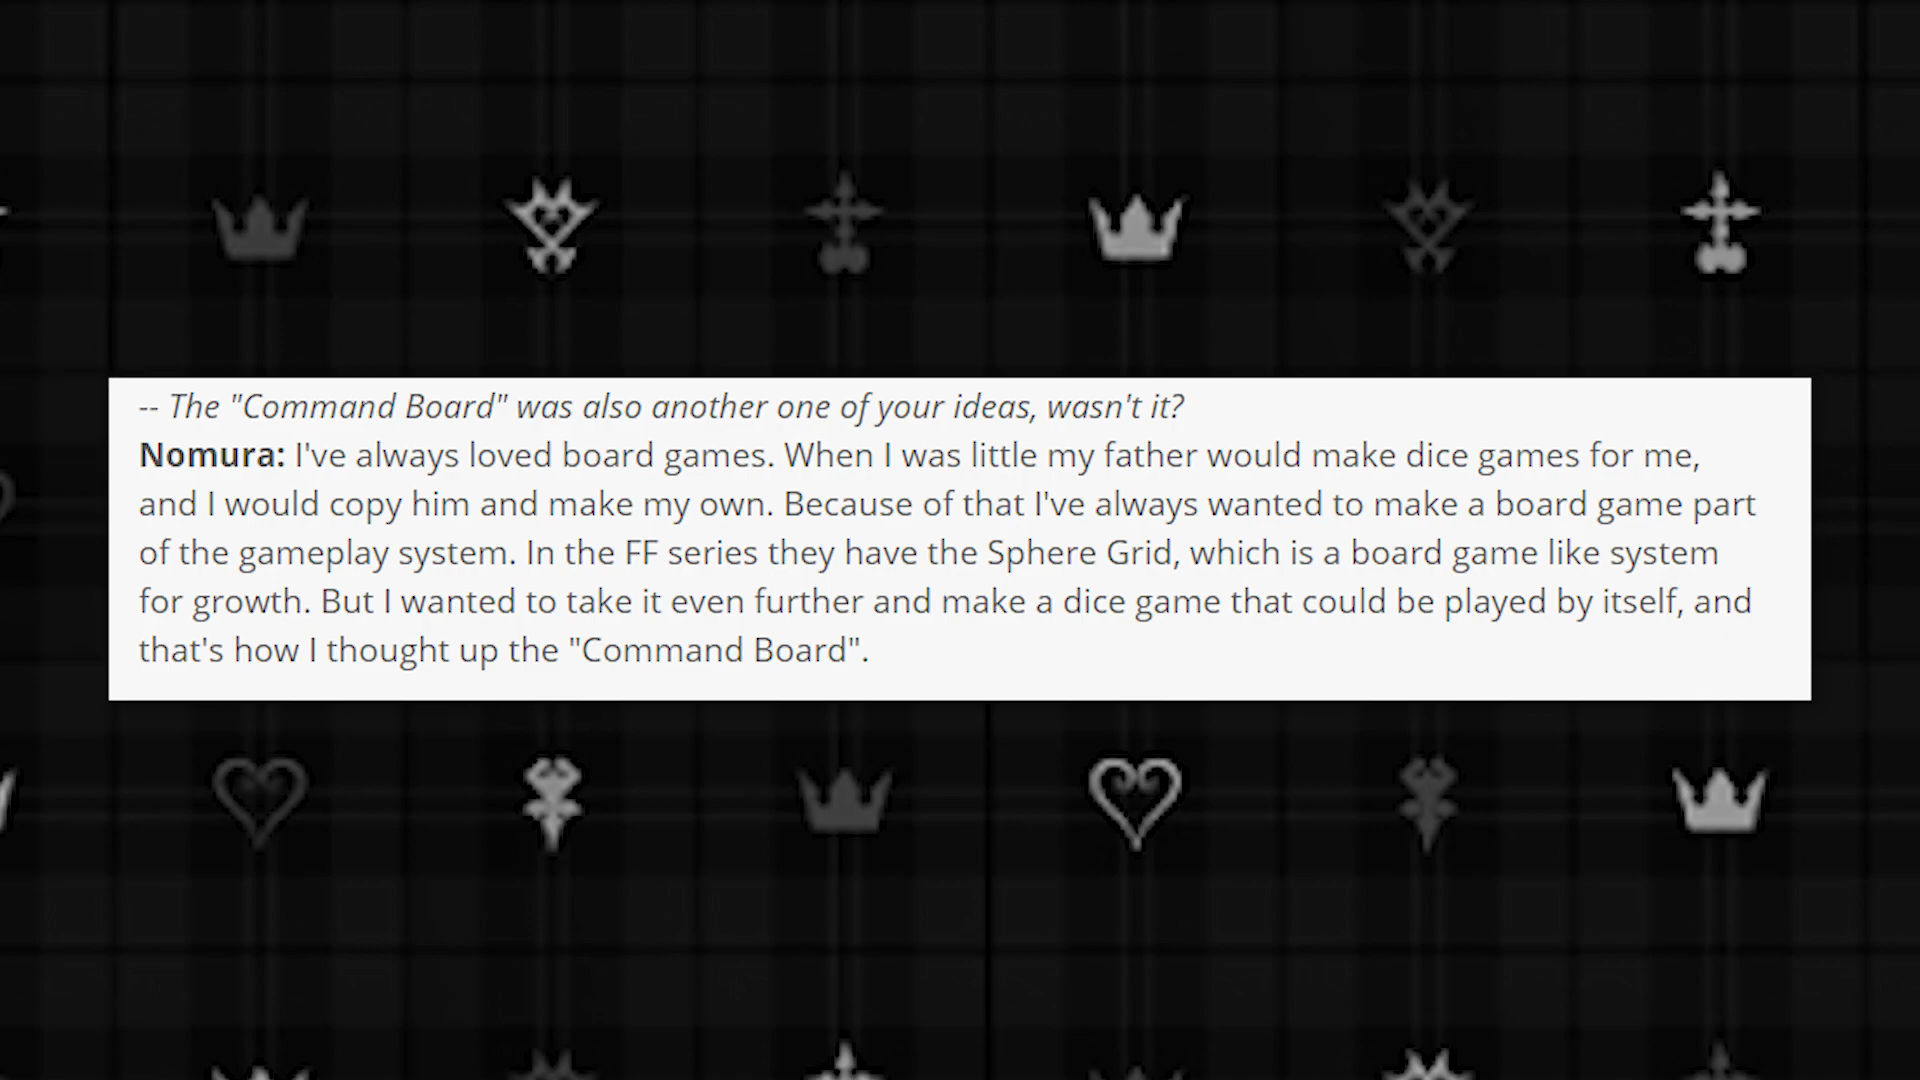 -- The "Command Board" was also another one of your ideas, wasn't it?
Nomura: I've always loved board games. When I was little my father would make dice games for me,
and I would copy him and make my own. Because of that I've always wanted to make a board game part
of the gameplay system. In the FF series they have the Sphere Grid, which is a board game like system
for growth. But I wanted to take it even further and make a dice game that could be played by itself, and
that's how I thought up the "Command Board".